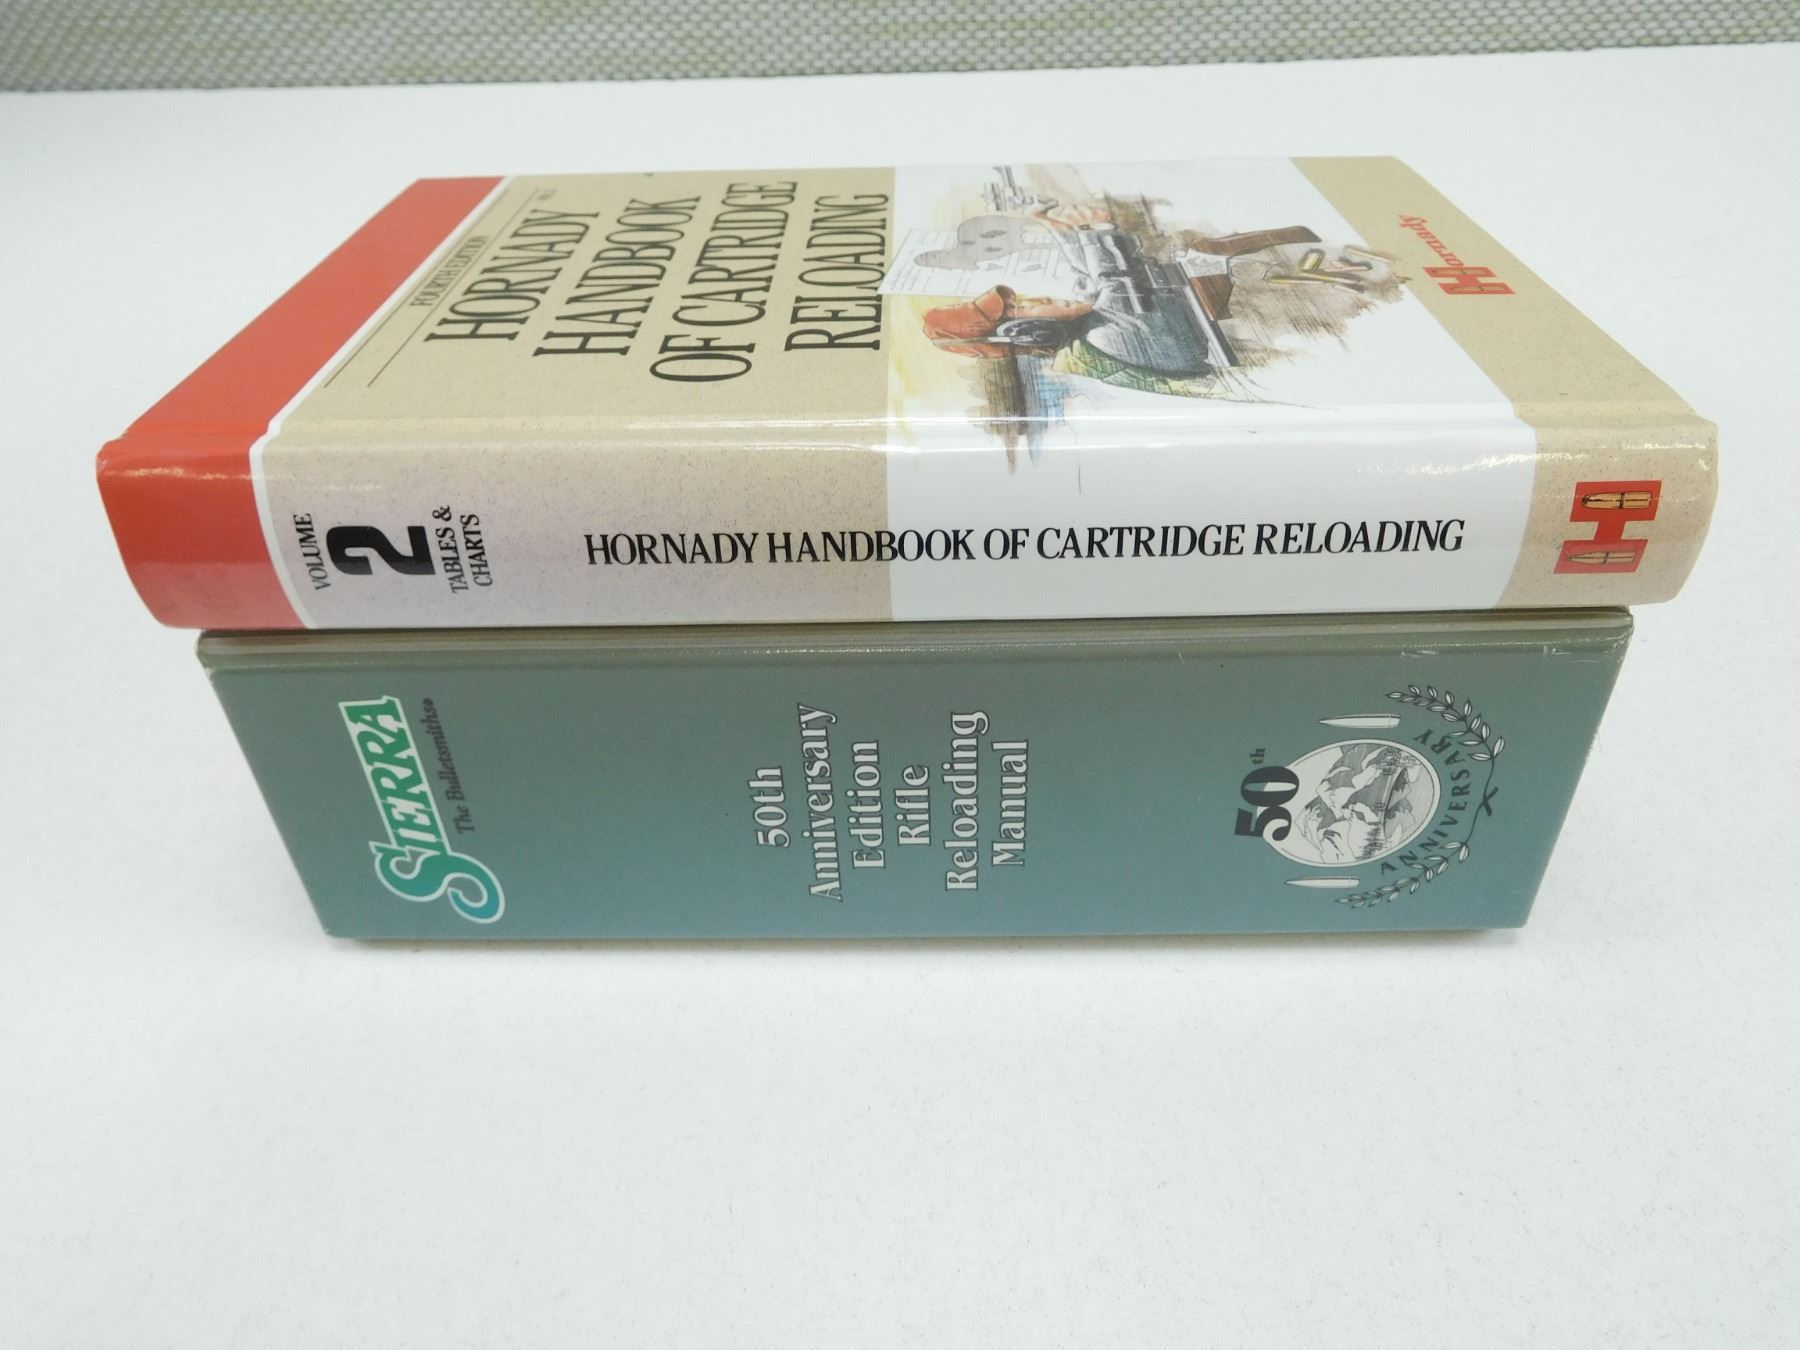 FOURTH EDITION
HORNADY
HANDBOOK
OF CARTRIDGE
RELOADING
Hornady
VOLUME
2
TABLES &
CHARTS
HORNADY HANDBOOK OF CARTRIDGE RELOADING
H
SIERRA
The Bulletsmiths®
50th
Anniversary
Edition
Rifle
Reloading
Manual
50th
ANNIVERSARY